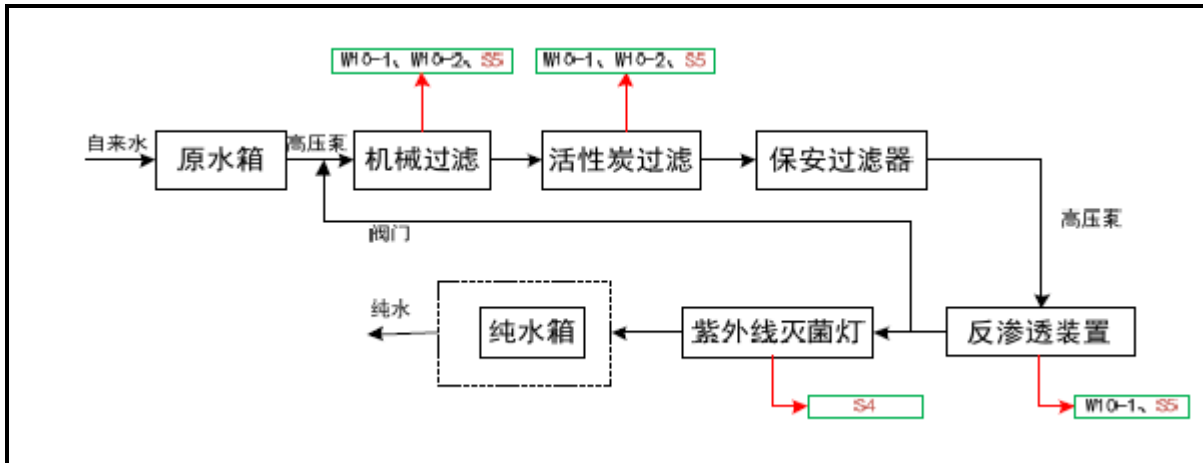 W10-1、W10-2、S5
W10-1、W10-2、S5
自来水
原水箱
高压泵
机械过滤
活性炭过滤
保安过滤器
高压泵
阀门
纯水
纯水箱
紫外线灭菌灯
反渗透装置
S4
W10-1、S5